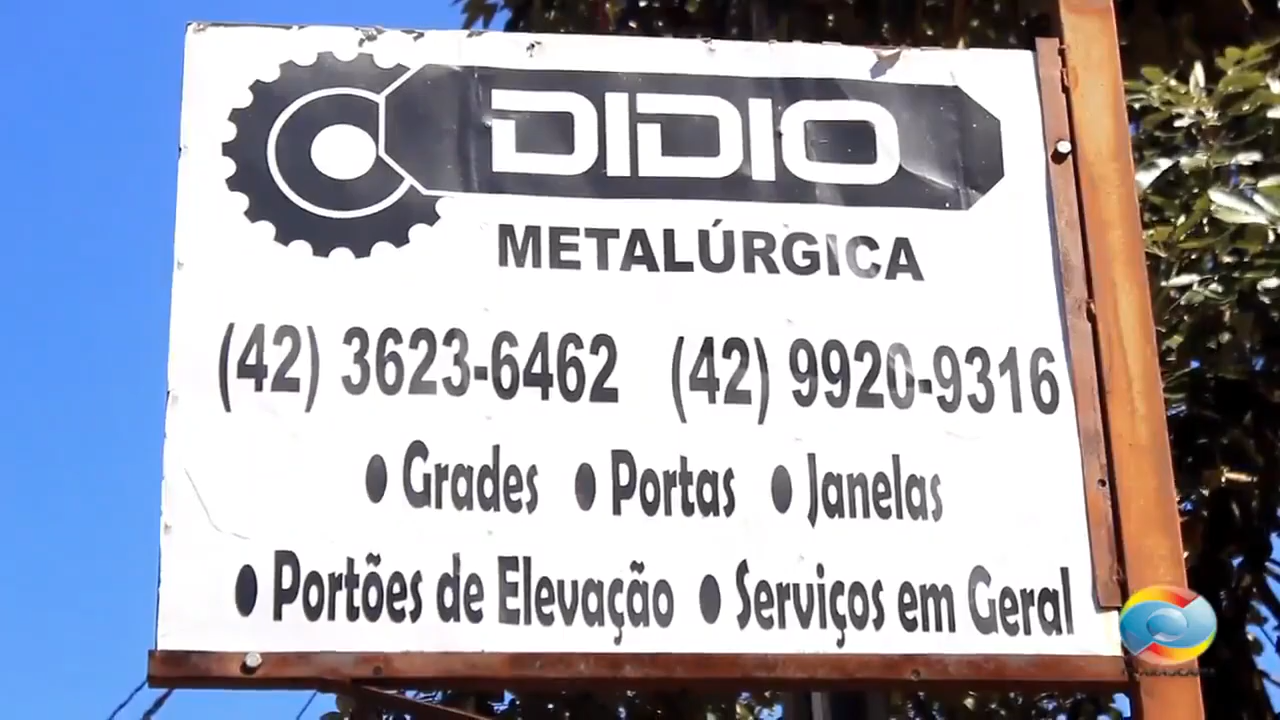 DIDIO
METALÚRGICA
(42) 3623-6462 (42) 9920-9316
• Grades • Portas • Janelas
• Portões de Elevação • Serviços em Geral